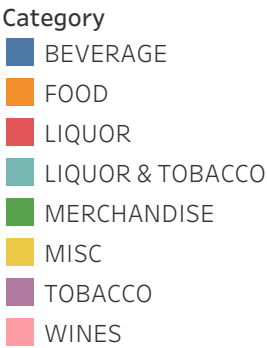 Category
BEVERAGE
FOOD
LIQUOR
LIQUOR & TOBACCO
MERCHANDISE
MISC
TOBACCO
WINES